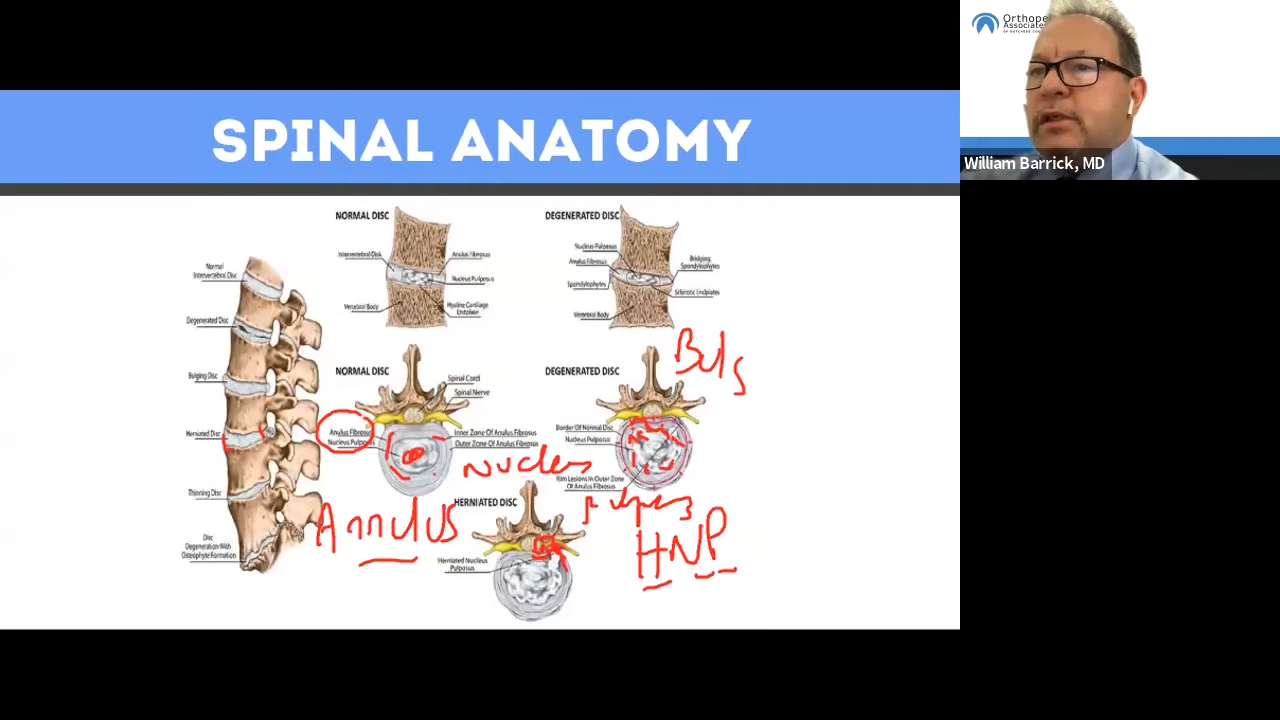 SPINAL ANATOMY
Orthope
Associates
William Barrick, MD
NORMAL DISC
Intervertebral Disk
Anulus Fibrosus
Nucleus Pulposus
Vertebral Body
Hyaline Cartilage
Endplate
DEGENERATED DISC
Nucleus Pulposus
Anulus Fibrosus
Spondylophytes
Vertebral Body
Bridging
Spondylophytes
Sclerotic Endplates
Normal
Intervertebral Disc
Degenerated Disc
Bulging Disc
Herniated Disc
Thinning Disc
Disc
Degeneration With
Osteophyte Formation
NORMAL DISC
Spinal Cord
Spinal Nerve
Anulus Fibrosus
Nucleus Pulposus
Inner Zone Of Anulus Fibrosus
Outer Zone Of Anulus Fibrosus
DEGENERATED DISC
Border Of Normal Disc
Nucleus Pulposus
Rim Lesions In Outer Zone
Of Anulus Fibrosus
HERNIATED DISC
Herniated Nucleus
Pulposus
Annulus
HNP